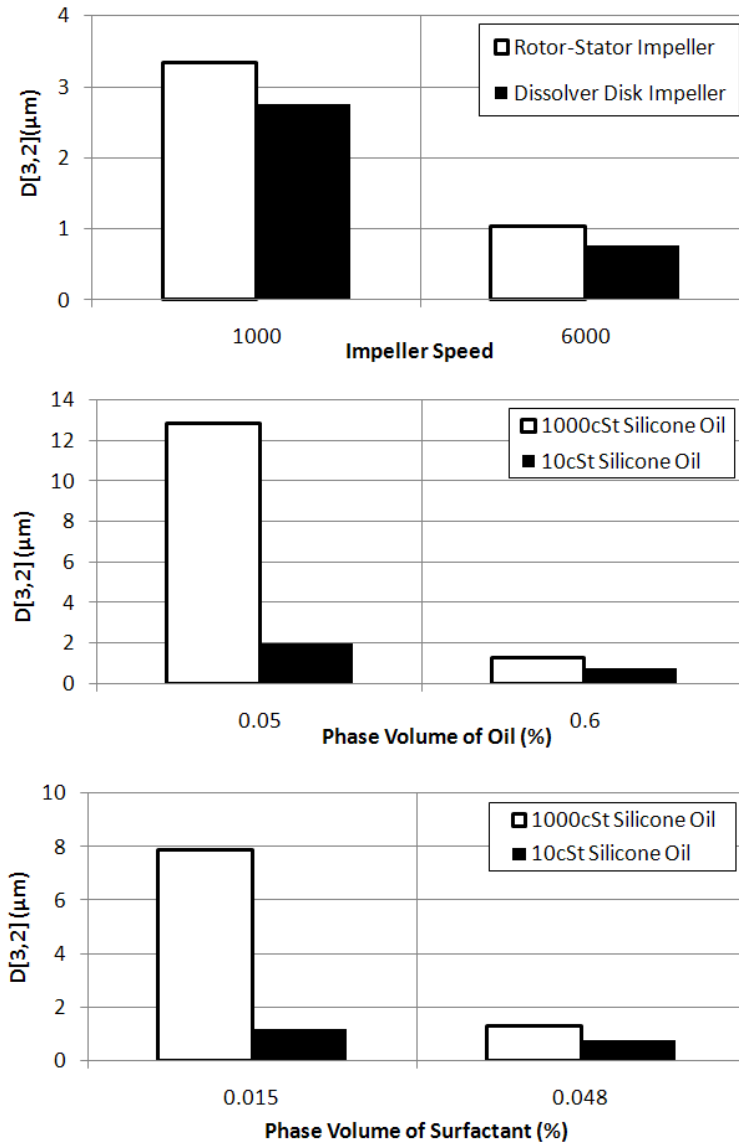 4
3
2
1
0
D[3,2](µm)
Rotor-Stator Impeller
Dissolver Disk Impeller
1000
6000
Impeller Speed
14
12
10
8
6
4
2
0
D[3,2] (µm)
1000cSt Silicone Oil
10cSt Silicone Oil
0.05
0.6
Phase Volume of Oil (%)
10
8
6
4
2
0
D[3,2] (µm)
1000cSt Silicone Oil
10cSt Silicone Oil
0.015
0.048
Phase Volume of Surfactant (%)